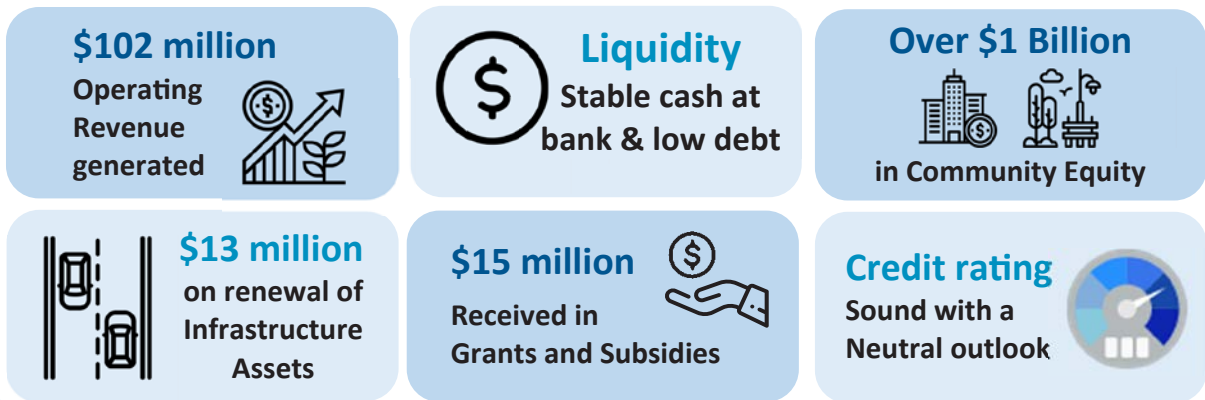 $102 million
Operating
Revenue
generated
$
Liquidity
Stable cash at
bank & low debt
$
Over $1 Billion
$
in Community Equity
$13 million
on renewal of
Infrastructure
Assets
$15 million
$
Received in
Grants and Subsidies
Credit rating
Sound with a
Neutral outlook